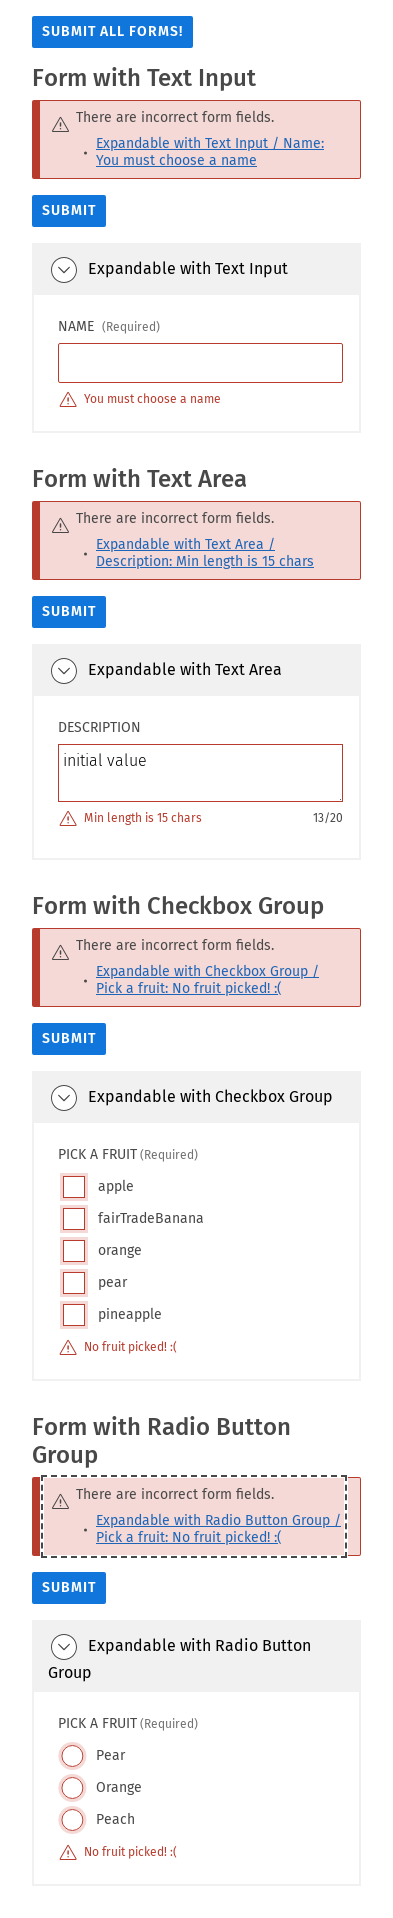 SUBMIT ALL FORMS!
Form with Text Input
There are incorrect form fields.
• Expandable with Text Input / Name:
You must choose a name
SUBMIT
Expandable with Text Input
NAME (Required)
You must choose a name
Form with Text Area
There are incorrect form fields.
• Expandable with Text Area /
Description: Min length is 15 chars
SUBMIT
Expandable with Text Area
DESCRIPTION
initial value
Min length is 15 chars 13/20
Form with Checkbox Group
There are incorrect form fields.
• Expandable with Checkbox Group /
Pick a fruit: No fruit picked! :(
SUBMIT
Expandable with Checkbox Group
PICK A FRUIT (Required)
apple
fairTradeBanana
orange
pear
pineapple
No fruit picked! :(
Form with Radio Button
Group
There are incorrect form fields.
• Expandable with Radio Button Group /
Pick a fruit: No fruit picked! :(
SUBMIT
Expandable with Radio Button
Group
PICK A FRUIT (Required)
Pear
Orange
Peach
No fruit picked! :(